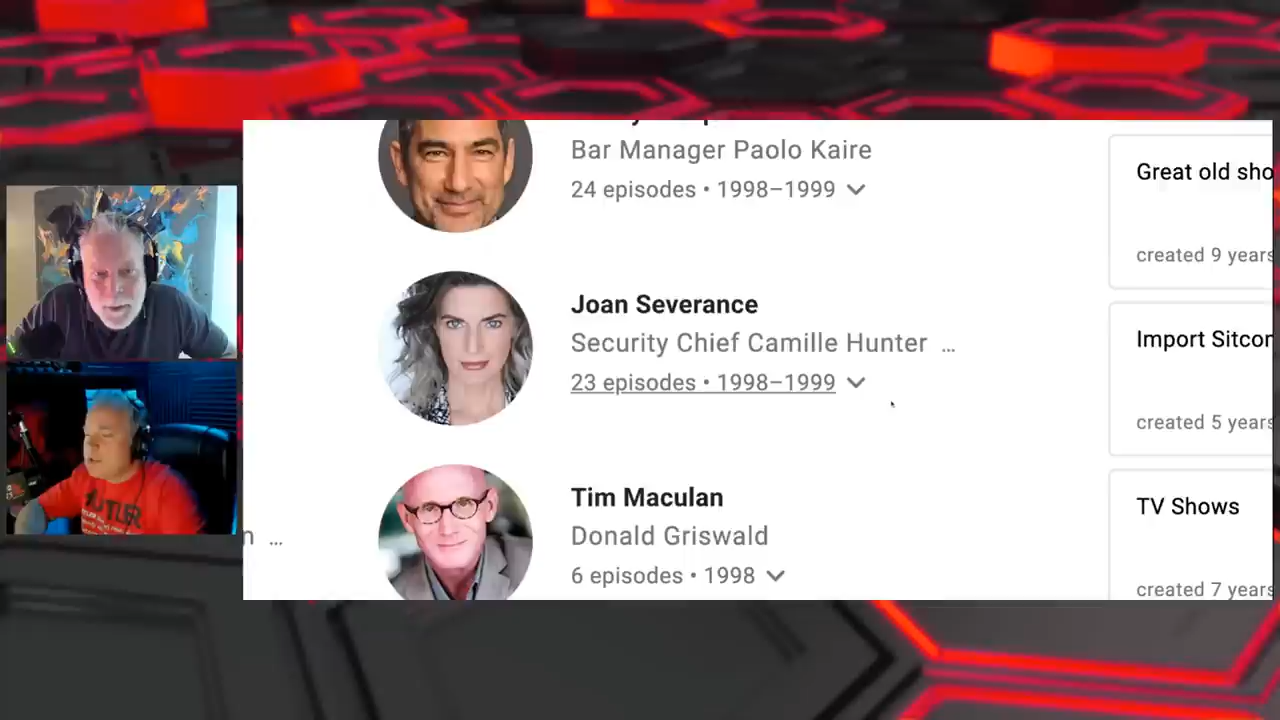 Bar Manager Paolo Kaire
24 episodes • 1998–1999
Joan Severance
Security Chief Camille Hunter ...
23 episodes • 1998–1999
Tim Maculan
Donald Griswald
6 episodes • 1998
Great old sho
created 9 years
Import Sitcor
created 5 years
TV Shows
created 7 years
n ...